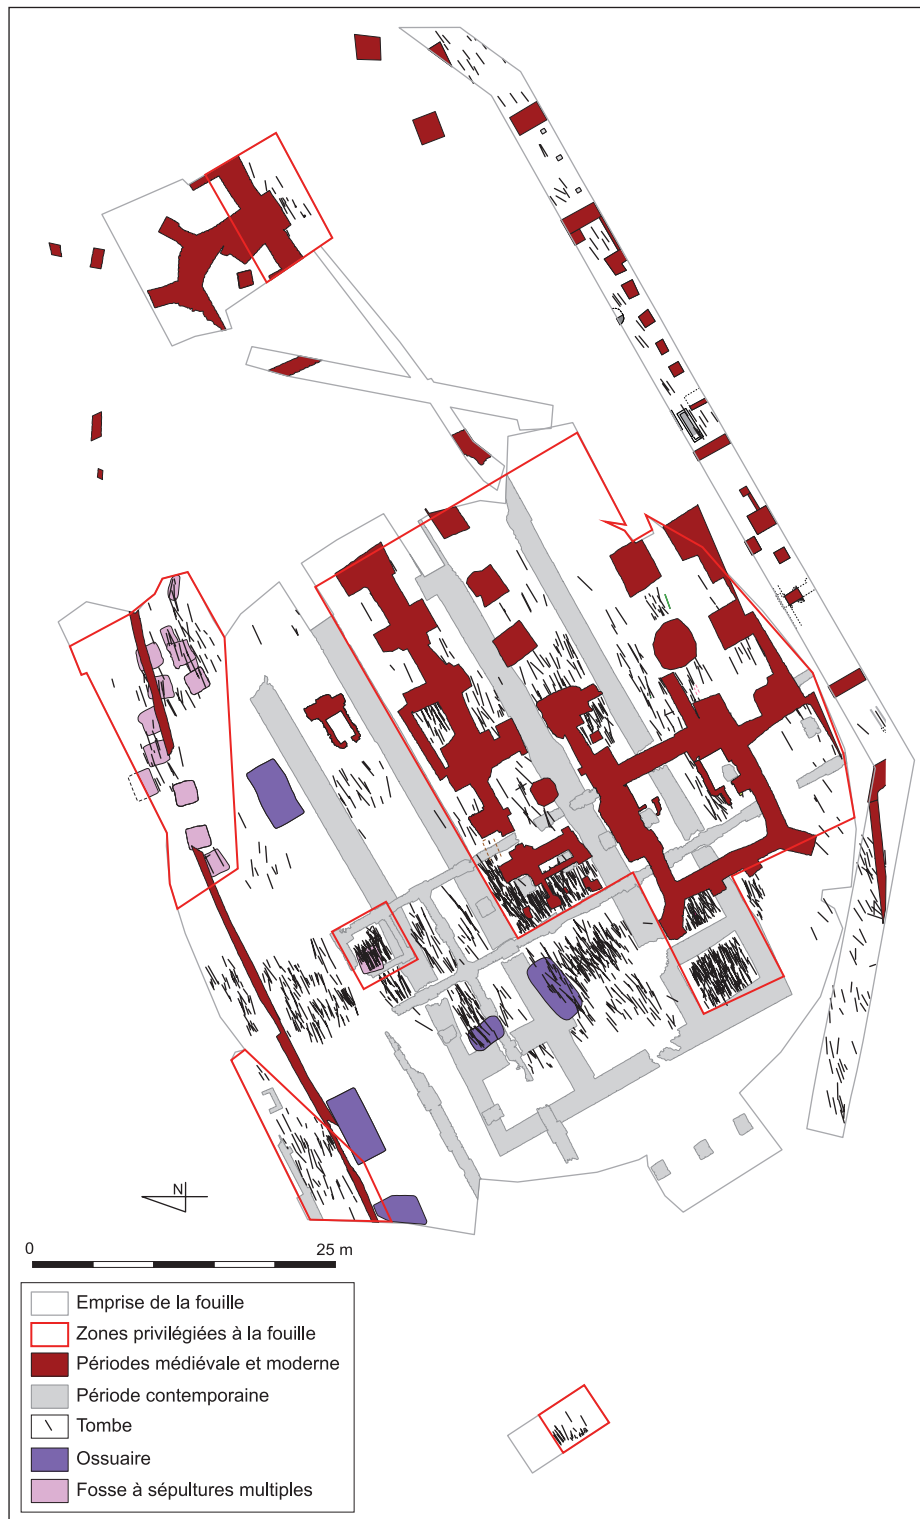 N
0 25 m
Emprise de la fouille
Zones privilégiées à la fouille
Périodes médiévale et moderne
Période contemporaine
Tombe
Ossuaire
Fosse à sépultures multiples